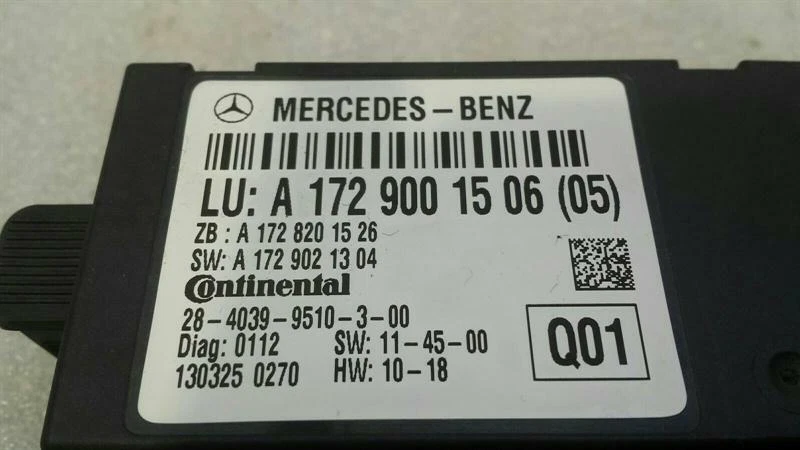 MERCEDES-BENZ
LU: A 172 900 15 06 (05)
ZB : A 172 820 15 26
SW: A 172 902 13 04
Continental
28-4039-9510-3-00
Diag: 0112 SW: 11-45-00
130325 0270 HW: 10-18
Q01